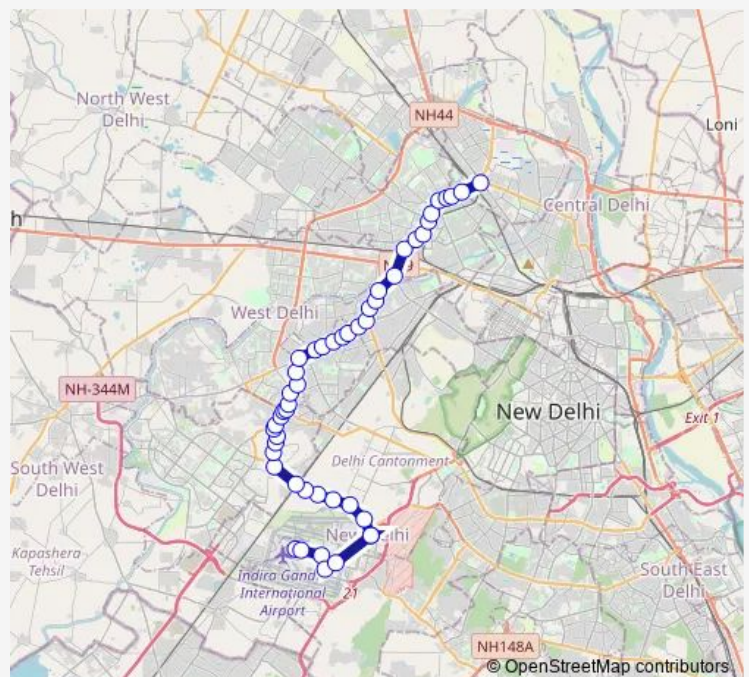 North West
Delhi
NH44
Loni
Central Delhi
h
West Delhi
NH-344M
New Delhi
Exit 1
South West
Delhi
Delhi Cantonment
Kapashera
Tehsil
Indira Gand
International
Airport
21
South East
Delhi
NH148A
© OpenStreetMap contributors